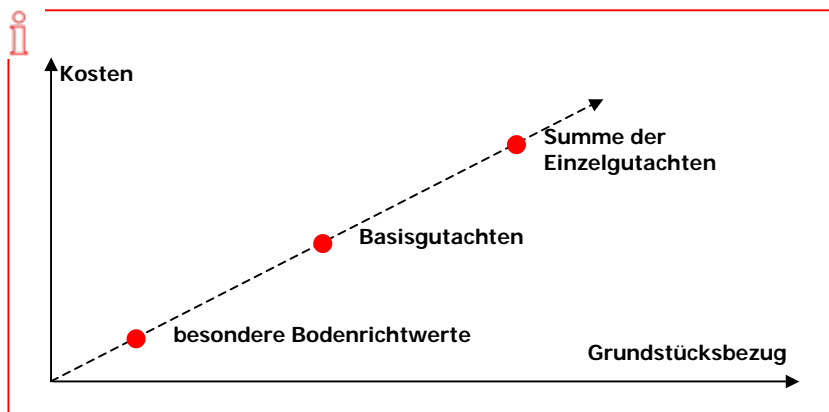 Kosten
Summe der
Einzelgutachten
Basisgutachten
besondere Bodenrichtwerte
Grundstücksbezug